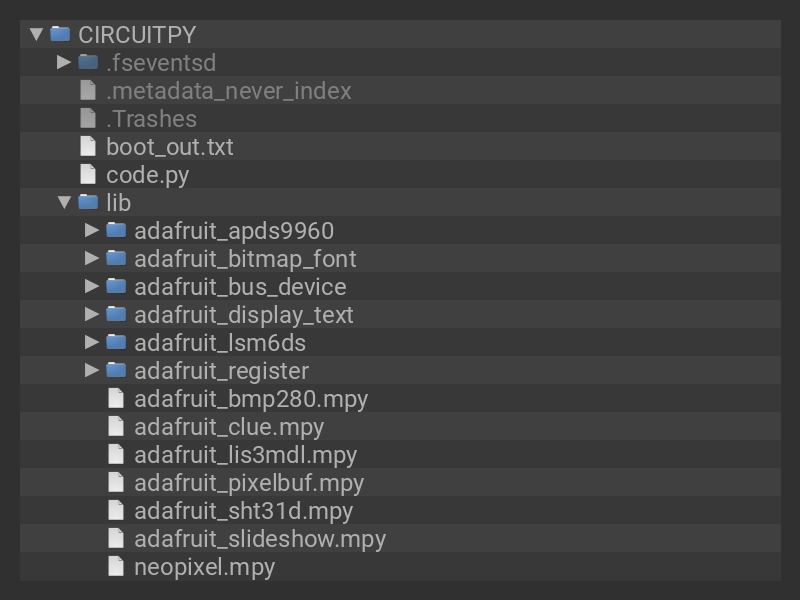 CIRCUITPY
.fseventsd
.metadata_never_index
.Trashes
boot_out.txt
code.py
lib
adafruit_apds9960
adafruit_bitmap_font
adafruit_bus_device
adafruit_display_text
adafruit_lsm6ds
adafruit_register
adafruit_bmp280.mpy
adafruit_clue.mpy
adafruit_lis3mdl.mpy
adafruit_pixelbuf.mpy
adafruit_sht31d.mpy
adafruit_slideshow.mpy
neopixel.mpy